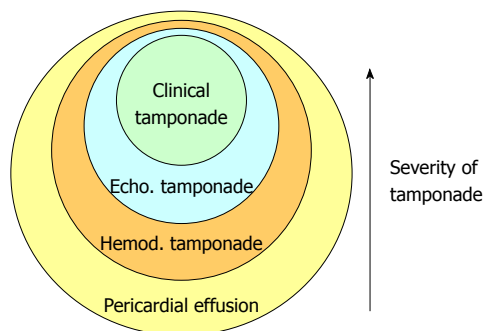 Clinical
tamponade
Echo. tamponade
Hemod. tamponade
Pericardial effusion
Severity of
tamponade